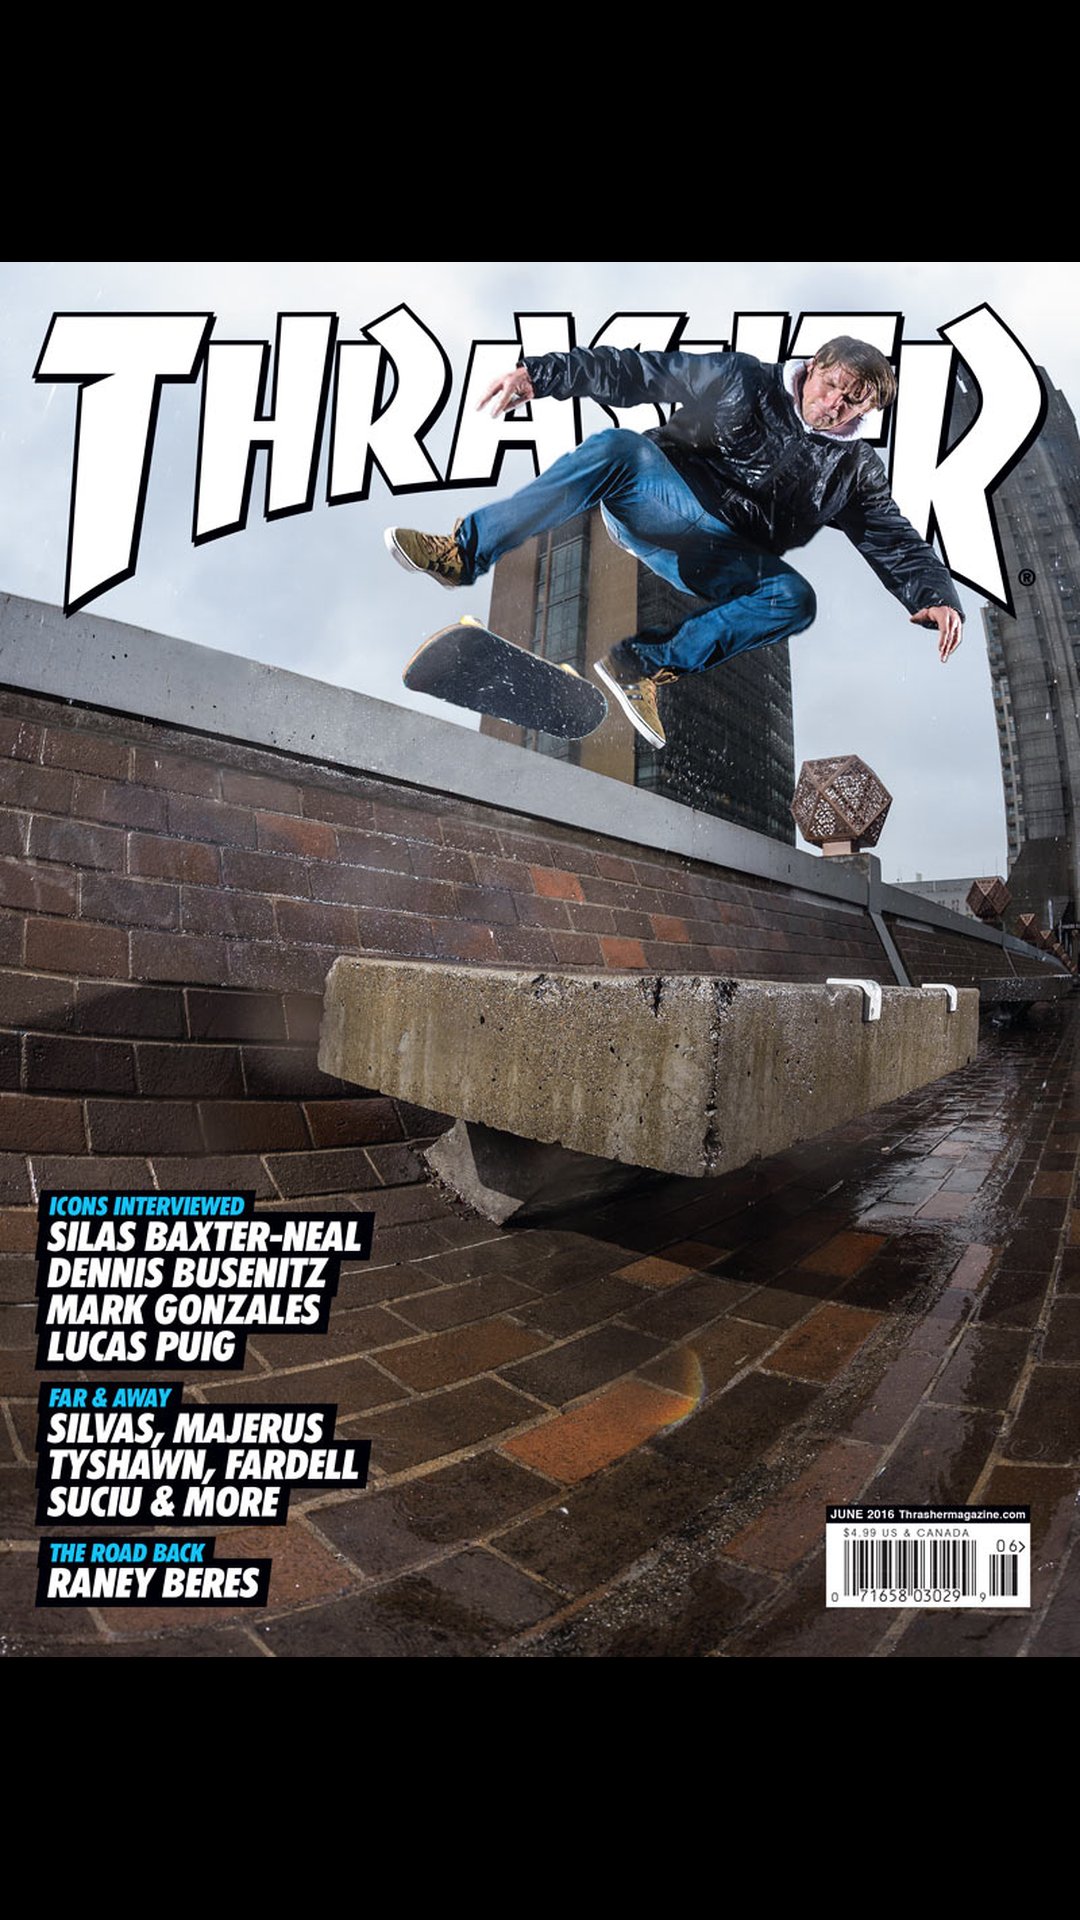 THRASHER
®
ICONS INTERVIEWED
SILAS BAXTER-NEAL
DENNIS BUSENITZ
MARK GONZALES
LUCAS PUIG
FAR & AWAY
SILVAS, MAJERUS
TYSHAWN, FARDELL
SUCIU & MORE
THE ROAD BACK
RANEY BERES
JUNE 2016 Thrashermagazine.com
$4.99 US & CANADA
06>
0 71658 03029 9